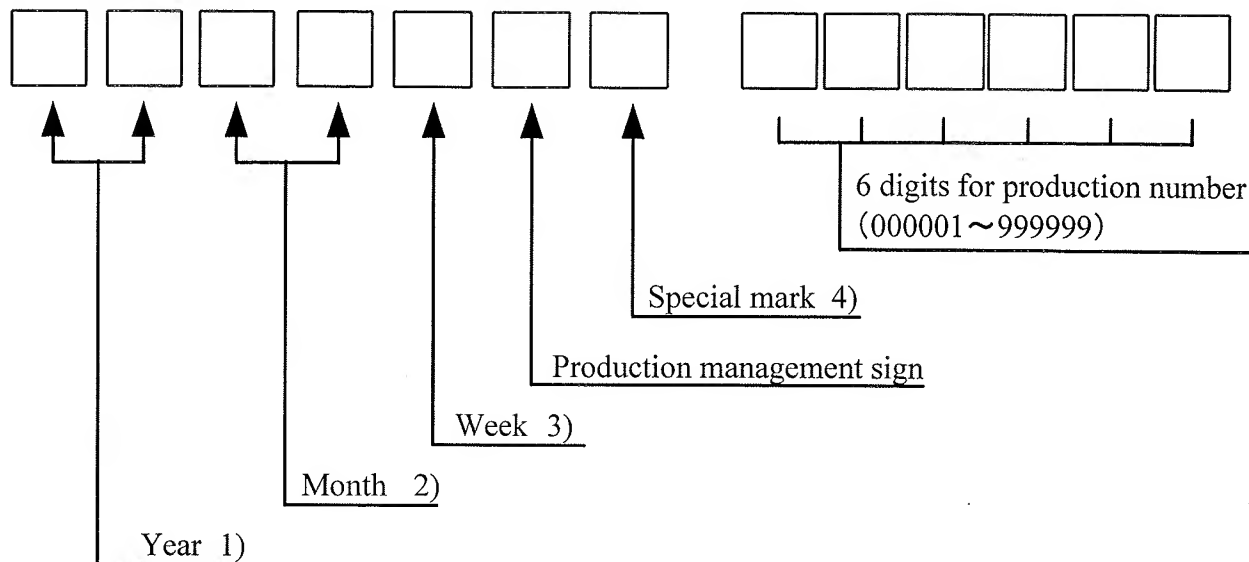 6 digits for production number
(000001～999999)
Special mark 4)
Production management sign
Week 3)
Month 2)
Year 1)